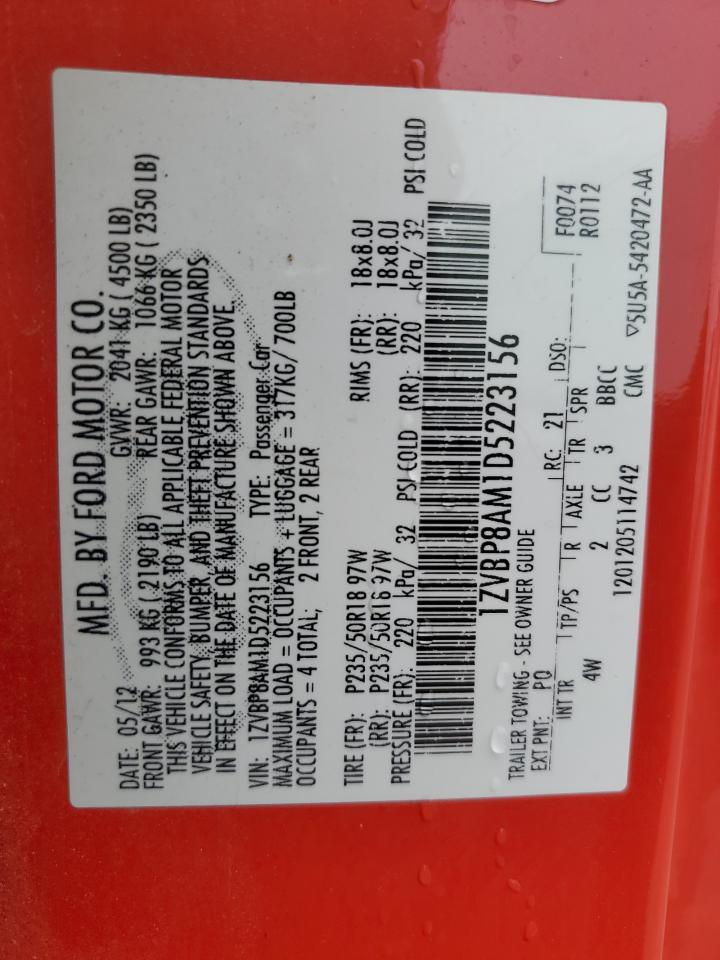 MFD. BY FORD MOTOR CO.
DATE: 05/12 GVWR: 2041 KG ( 4500 LB)
FRONT GAWR: 993 KG ( 2190 LB) REAR GAWR: 1066 KG ( 2350 LB)
THIS VEHICLE CONFORMS TO ALL APPLICABLE FEDERAL MOTOR
VEHICLE SAFETY, BUMPER, AND THEFT PREVENTION STANDARDS
IN EFFECT ON THE DATE OF MANUFACTURE SHOWN ABOVE.
VIN: 1ZVBP8AM1D5223156 TYPE: Passenger Car
MAXIMUM LOAD = OCCUPANTS + LUGGAGE = 317KG/ 700LB
OCCUPANTS = 4 TOTAL; 2 FRONT, 2 REAR
TIRE (FR): P235/50R18 97W RIMS (FR): 18x8.0J
(RR): P235/50R18 97W (RR): 18x8.0J
PRESSURE (FR): 220 kPa/ 32 PSI COLD (RR): 220 kPa/ 32 PSI COLD
1ZVBP8AM1D5223156
TRAILER TOWING - SEE OWNER GUIDE
EXT PNT: PQ RC: 21 DSO: F0074
R0112
INT TR TP/PS R AXLE TR SPR
4W 2 CC 3 BBCC
1201205114742 CMC ▽5U5A-5420472-AA